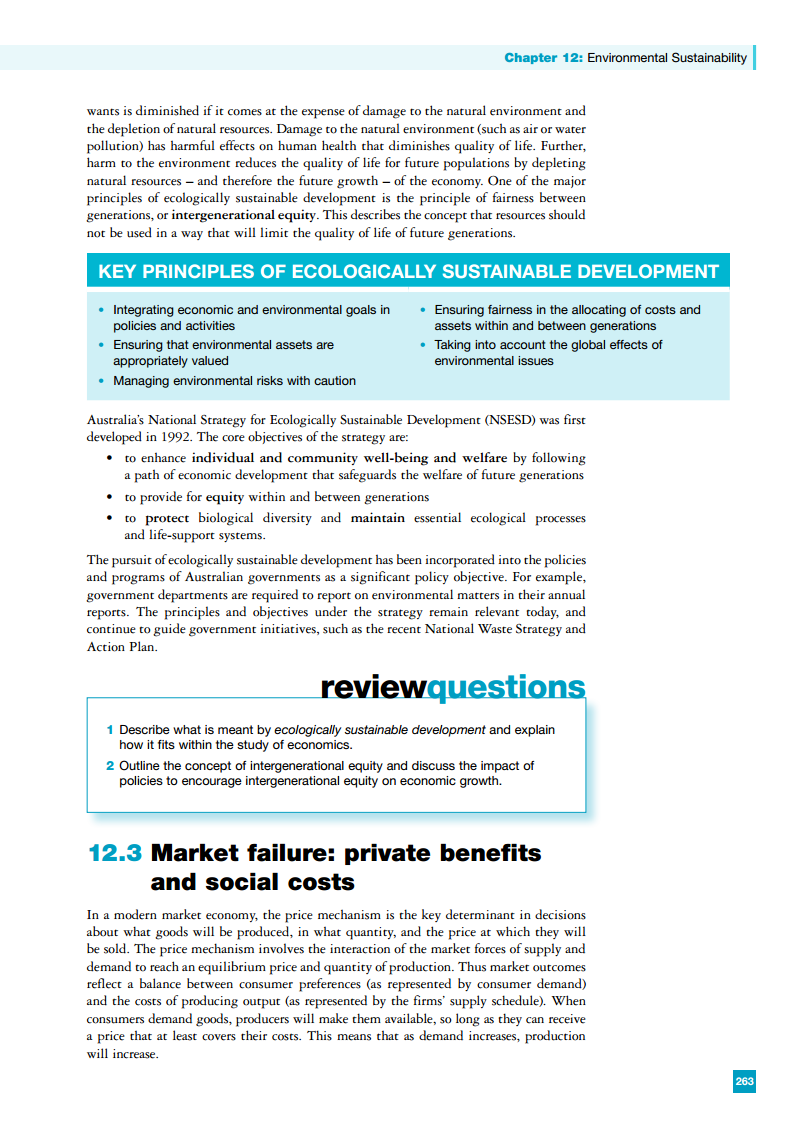 Chapter 12: Environmental Sustainability
wants is diminished if it comes at the expense of damage to the natural environment and
the depletion of natural resources. Damage to the natural environment (such as air or water
pollution) has harmful effects on human health that diminishes quality of life. Further,
harm to the environment reduces the quality of life for future populations by depleting
natural resources – and therefore the future growth – of the economy. One of the major
principles of ecologically sustainable development is the principle of fairness between
generations, or intergenerational equity. This describes the concept that resources should
not be used in a way that will limit the quality of life of future generations.
KEY PRINCIPLES OF ECOLOGICALLY SUSTAINABLE DEVELOPMENT
• Integrating economic and environmental goals in
policies and activities
• Ensuring that environmental assets are
appropriately valued
• Managing environmental risks with caution
• Ensuring fairness in the allocating of costs and
assets within and between generations
• Taking into account the global effects of
environmental issues
Australia's National Strategy for Ecologically Sustainable Development (NSESD) was first
developed in 1992. The core objectives of the strategy are:
• to enhance individual and community well-being and welfare by following
a path of economic development that safeguards the welfare of future generations
• to provide for equity within and between generations
• to protect biological diversity and maintain essential ecological processes
and life-support systems.
The pursuit of ecologically sustainable development has been incorporated into the policies
and programs of Australian governments as a significant policy objective. For example,
government departments are required to report on environmental matters in their annual
reports. The principles and objectives under the strategy remain relevant today, and
continue to guide government initiatives, such as the recent National Waste Strategy and
Action Plan.
reviewquestions
1 Describe what is meant by ecologically sustainable development and explain
how it fits within the study of economics.
2 Outline the concept of intergenerational equity and discuss the impact of
policies to encourage intergenerational equity on economic growth.
12.3 Market failure: private benefits
and social costs
In a modern market economy, the price mechanism is the key determinant in decisions
about what goods will be produced, in what quantity, and the price at which they will
be sold. The price mechanism involves the interaction of the market forces of supply and
demand to reach an equilibrium price and quantity of production. Thus market outcomes
reflect a balance between consumer preferences (as represented by consumer demand)
and the costs of producing output (as represented by the firms' supply schedule). When
consumers demand goods, producers will make them available, so long as they can receive
a price that at least covers their costs. This means that as demand increases, production
will increase.
263